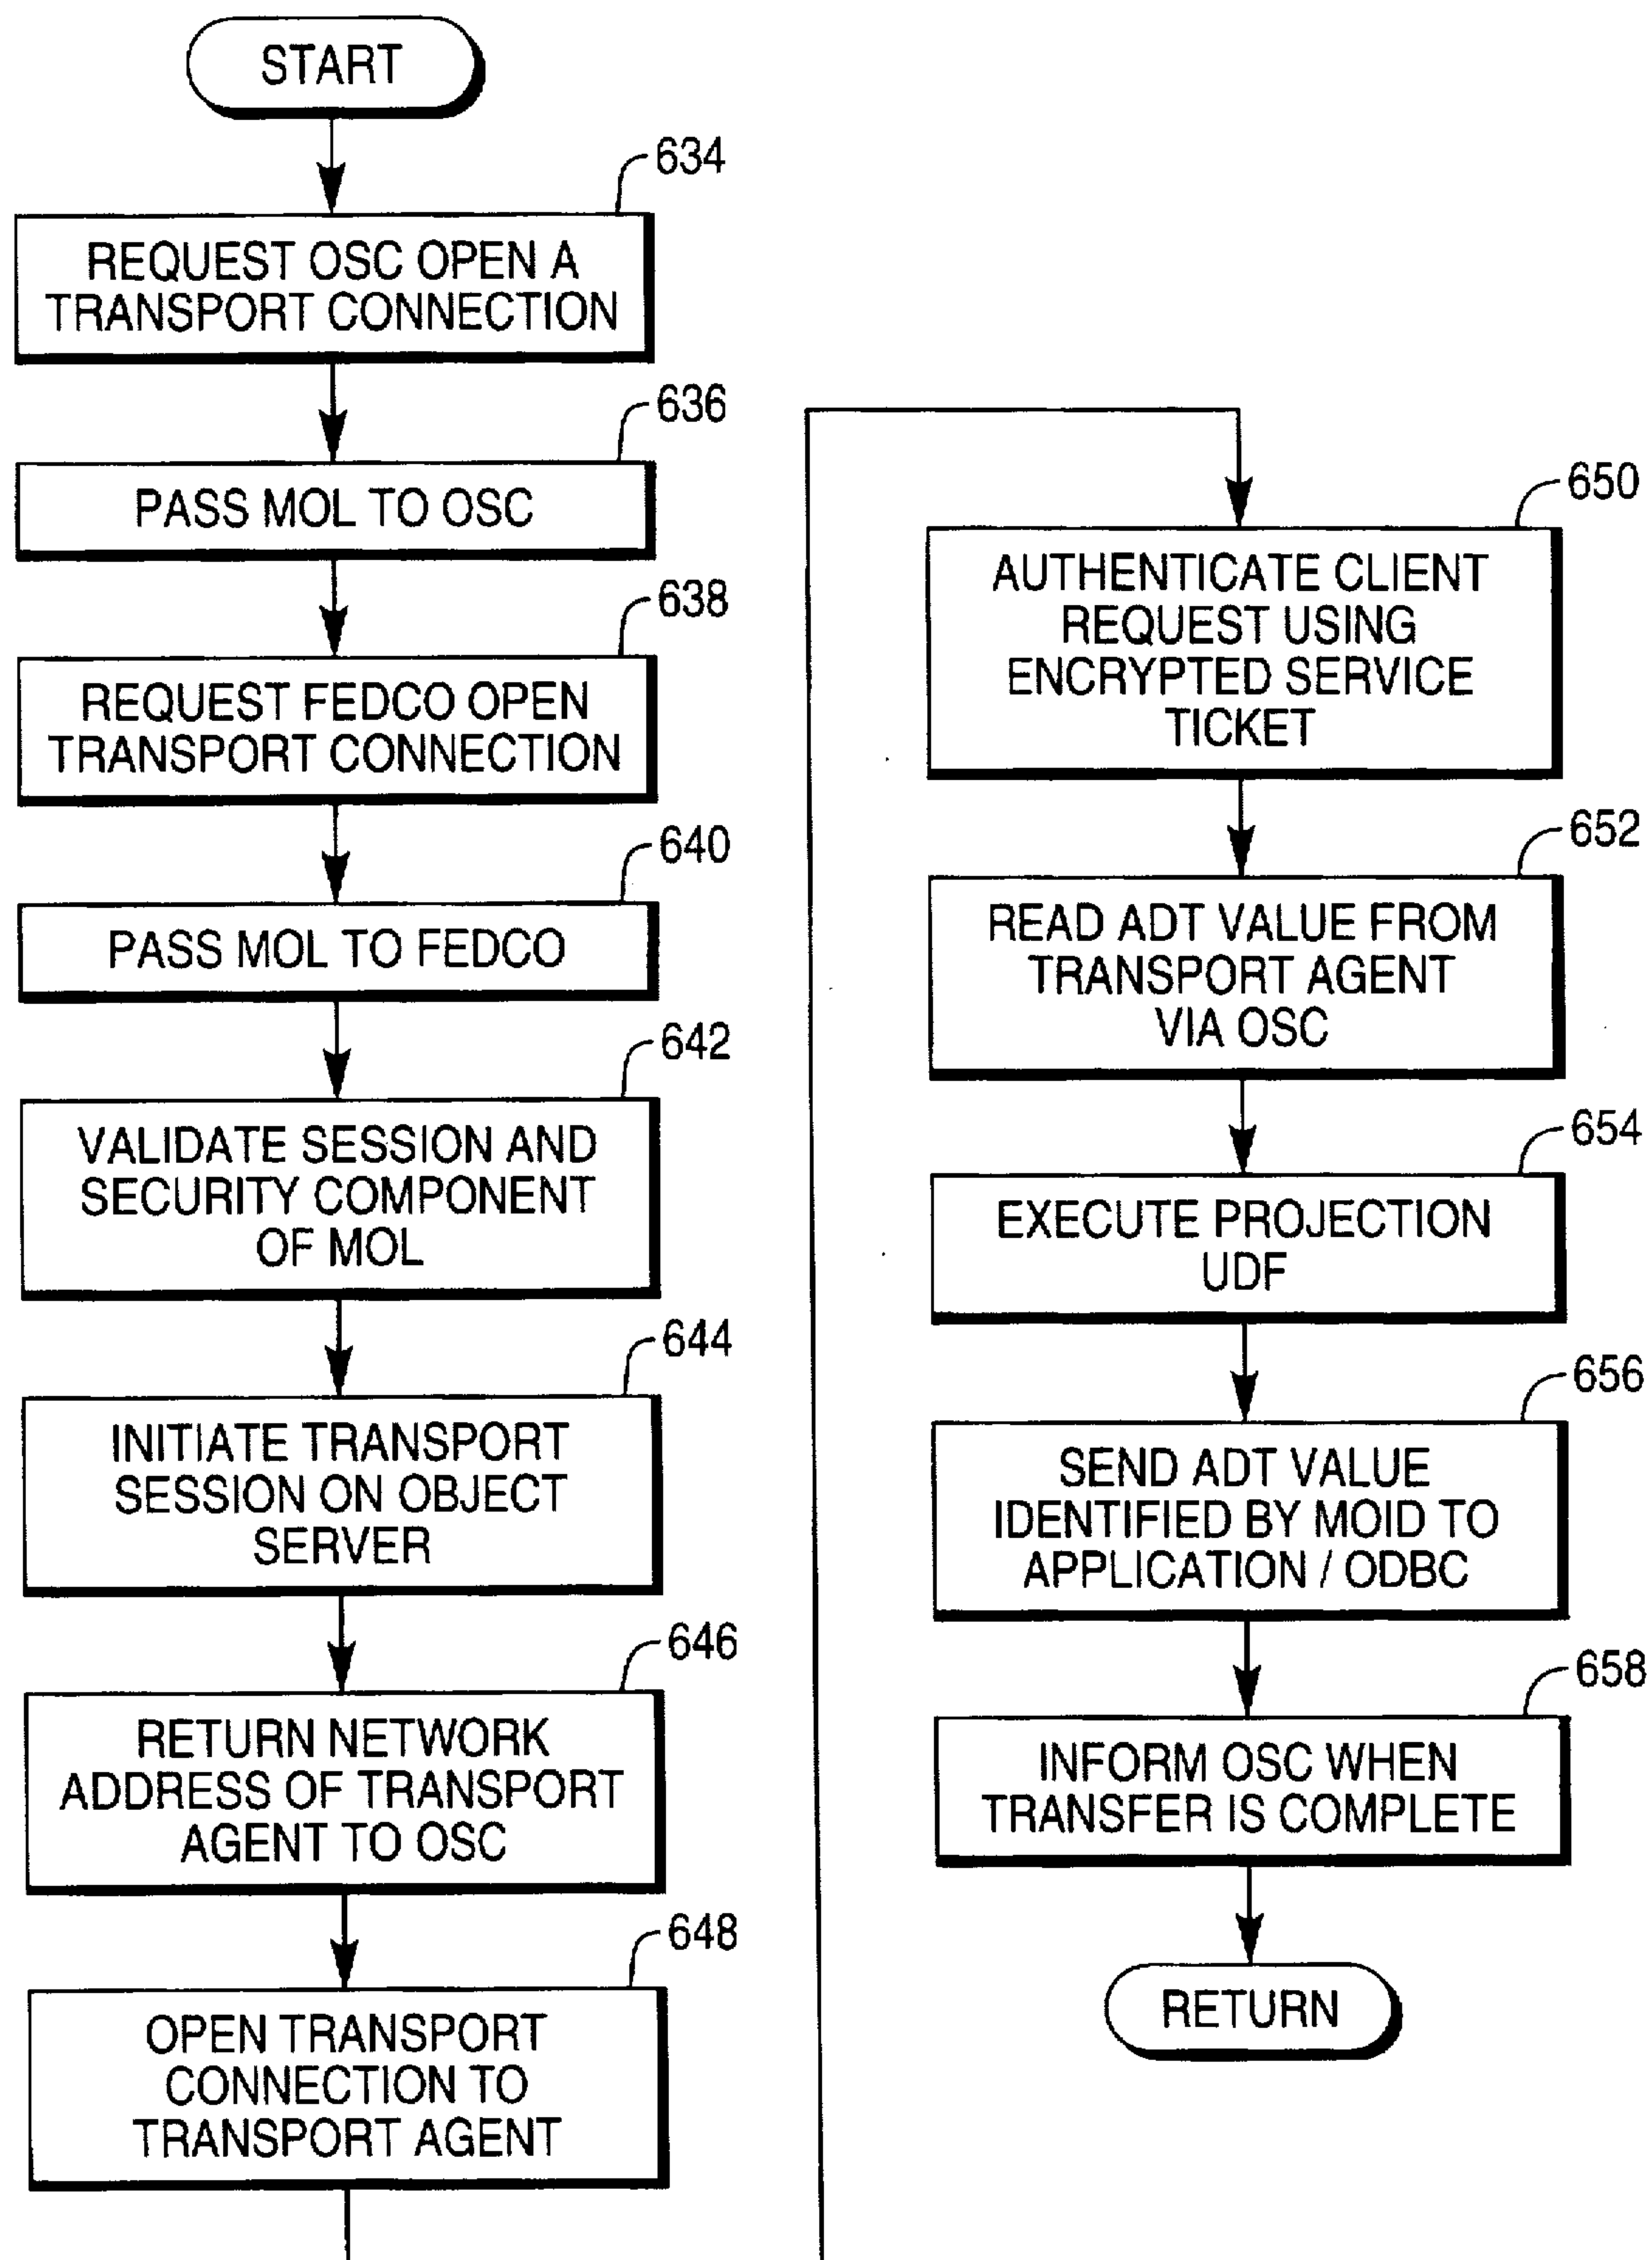 START
634
REQUEST OSC OPEN A
TRANSPORT CONNECTION
636
PASS MOL TO OSC
638
REQUEST FEDCO OPEN
TRANSPORT CONNECTION
640
PASS MOL TO FEDCO
642
VALIDATE SESSION AND
SECURITY COMPONENT
OF MOL
644
INITIATE TRANSPORT
SESSION ON OBJECT
SERVER
646
RETURN NETWORK
ADDRESS OF TRANSPORT
AGENT TO OSC
648
OPEN TRANSPORT
CONNECTION TO
TRANSPORT AGENT
650
AUTHENTICATE CLIENT
REQUEST USING
ENCRYPTED SERVICE
TICKET
652
READ ADT VALUE FROM
TRANSPORT AGENT
VIA OSC
654
EXECUTE PROJECTION
UDF
656
SEND ADT VALUE
IDENTIFIED BY MOID TO
APPLICATION / ODBC
658
INFORM OSC WHEN
TRANSFER IS COMPLETE
RETURN